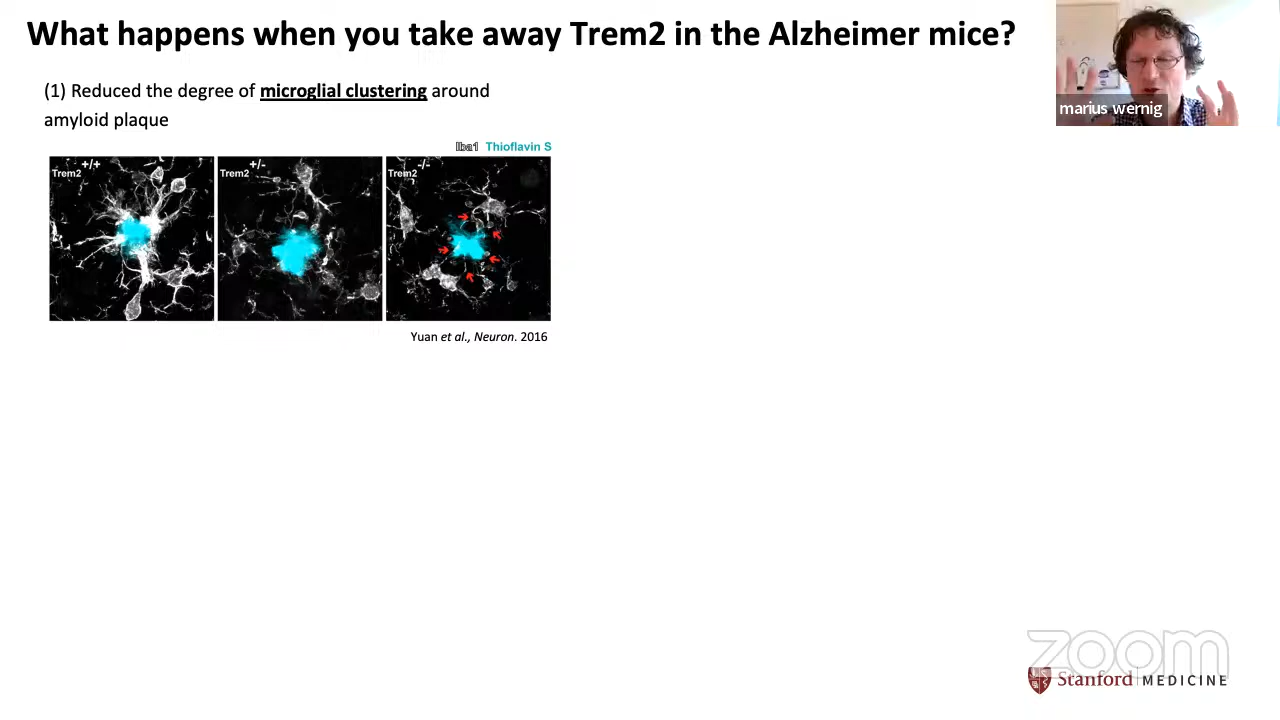 What happens when you take away Trem2 in the Alzheimer mice?
(1) Reduced the degree of microglial clustering around
amyloid plaque
Iba1 Thioflavin S
Trem2 +/+
Trem2 +/-
Trem2 -/-
Yuan et al., Neuron. 2016
marius wernig
zoom
Stanford MEDICINE